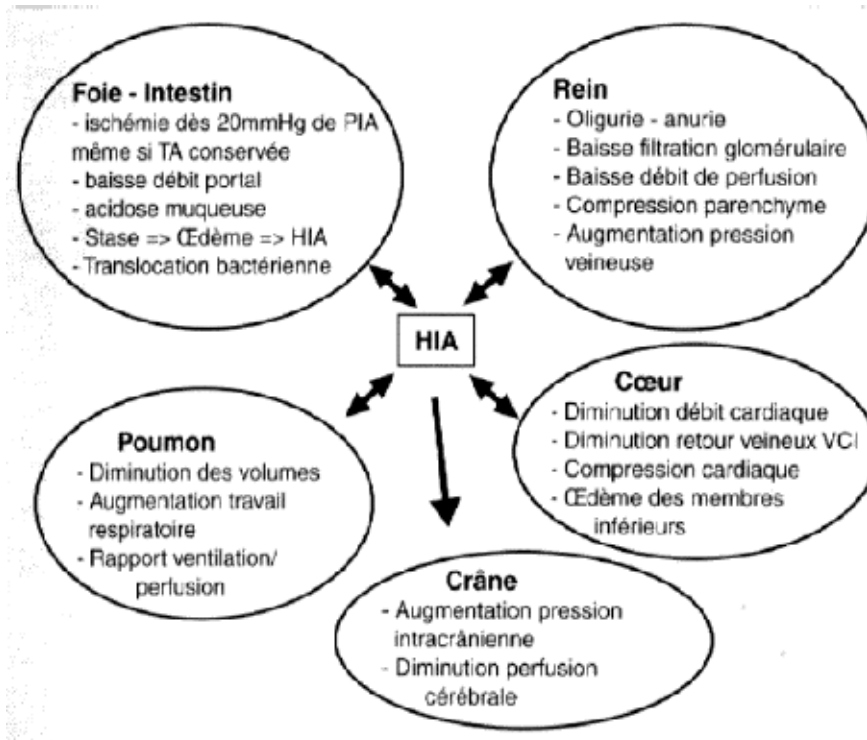 Foie - Intestin
- ischémie dès 20mmHg de PIA
même si TA conservée
- baisse débit portal
- acidose muqueuse
- Stase => Œdème => HIA
- Translocation bactérienne
Rein
- Oligurie - anurie
- Baisse filtration glomérulaire
- Baisse débit de perfusion
- Compression parenchyme
- Augmentation pression
veineuse
HIA
Poumon
- Diminution des volumes
- Augmentation travail
respiratoire
- Rapport ventilation/
perfusion
Cœur
- Diminution débit cardiaque
- Diminution retour veineux VCI
- Compression cardiaque
- Œdème des membres
inférieurs
Crâne
- Augmentation pression
intracrânienne
- Diminution perfusion
cérébrale